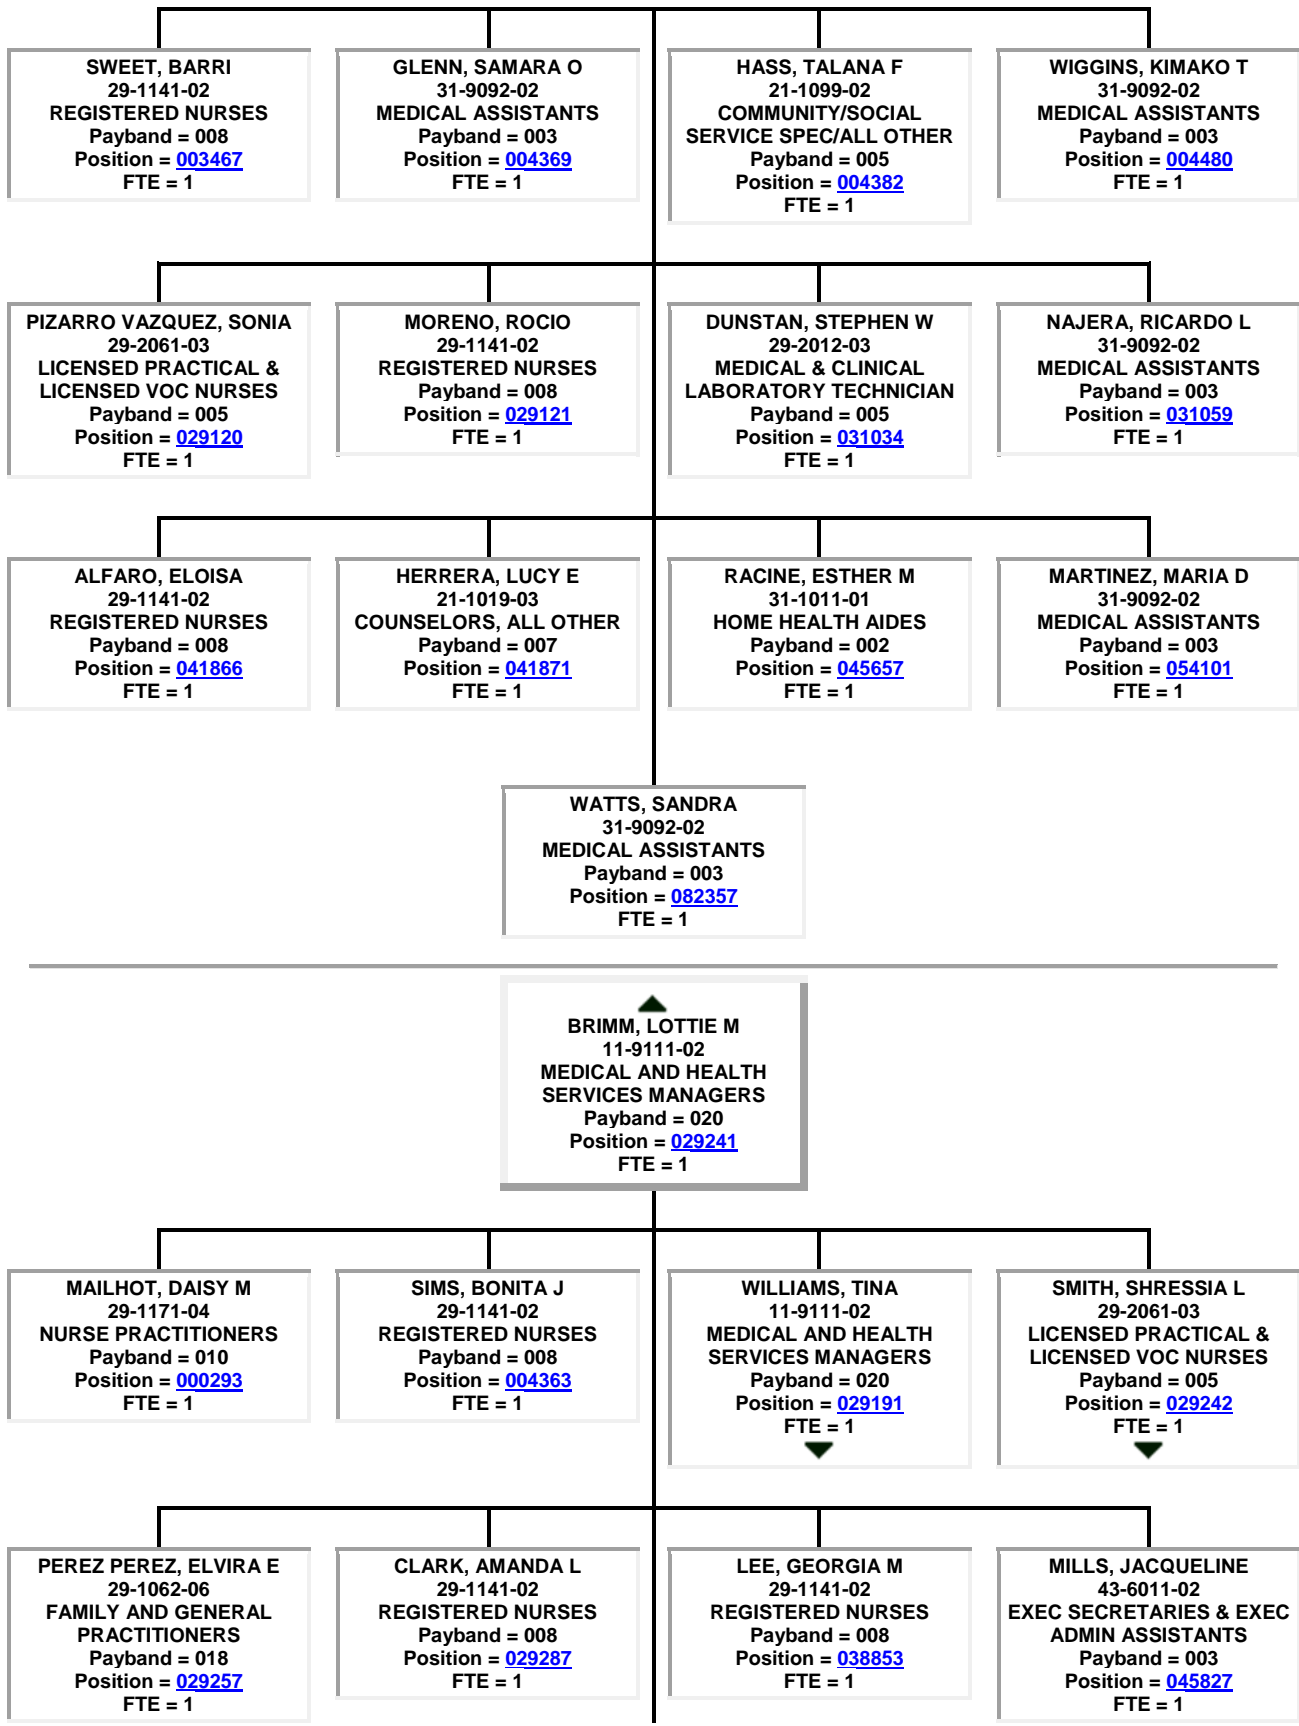 SWEET, BARRI
29-1141-02
REGISTERED NURSES
Payband = 008
Position = 003467
FTE = 1
GLENN, SAMARA O
31-9092-02
MEDICAL ASSISTANTS
Payband = 003
Position = 004369
FTE = 1
HASS, TALANA F
21-1099-02
COMMUNITY/SOCIAL
SERVICE SPEC/ALL OTHER
Payband = 005
Position = 004382
FTE = 1
WIGGINS, KIMAKO T
31-9092-02
MEDICAL ASSISTANTS
Payband = 003
Position = 004480
FTE = 1
PIZARRO VAZQUEZ, SONIA
29-2061-03
LICENSED PRACTICAL &
LICENSED VOC NURSES
Payband = 005
Position = 029120
FTE = 1
MORENO, ROCIO
29-1141-02
REGISTERED NURSES
Payband = 008
Position = 029121
FTE = 1
DUNSTAN, STEPHEN W
29-2012-03
MEDICAL & CLINICAL
LABORATORY TECHNICIAN
Payband = 005
Position = 031034
FTE = 1
NAJERA, RICARDO L
31-9092-02
MEDICAL ASSISTANTS
Payband = 003
Position = 031059
FTE = 1
ALFARO, ELOISA
29-1141-02
REGISTERED NURSES
Payband = 008
Position = 041866
FTE = 1
HERRERA, LUCY E
21-1019-03
COUNSELORS, ALL OTHER
Payband = 007
Position = 041871
FTE = 1
RACINE, ESTHER M
31-1011-01
HOME HEALTH AIDES
Payband = 002
Position = 045657
FTE = 1
MARTINEZ, MARIA D
31-9092-02
MEDICAL ASSISTANTS
Payband = 003
Position = 054101
FTE = 1
WATTS, SANDRA
31-9092-02
MEDICAL ASSISTANTS
Payband = 003
Position = 082357
FTE = 1
BRIMM, LOTTIE M
11-9111-02
MEDICAL AND HEALTH
SERVICES MANAGERS
Payband = 020
Position = 029241
FTE = 1
MAILHOT, DAISY M
29-1171-04
NURSE PRACTITIONERS
Payband = 010
Position = 000293
FTE = 1
SIMS, BONITA J
29-1141-02
REGISTERED NURSES
Payband = 008
Position = 004363
FTE = 1
WILLIAMS, TINA
11-9111-02
MEDICAL AND HEALTH
SERVICES MANAGERS
Payband = 020
Position = 029191
FTE = 1
SMITH, SHRESSIA L
29-2061-03
LICENSED PRACTICAL &
LICENSED VOC NURSES
Payband = 005
Position = 029242
FTE = 1
PEREZ PEREZ, ELVIRA E
29-1062-06
FAMILY AND GENERAL
PRACTITIONERS
Payband = 018
Position = 029257
FTE = 1
CLARK, AMANDA L
29-1141-02
REGISTERED NURSES
Payband = 008
Position = 029287
FTE = 1
LEE, GEORGIA M
29-1141-02
REGISTERED NURSES
Payband = 008
Position = 038853
FTE = 1
MILLS, JACQUELINE
43-6011-02
EXEC SECRETARIES & EXEC
ADMIN ASSISTANTS
Payband = 003
Position = 045827
FTE = 1